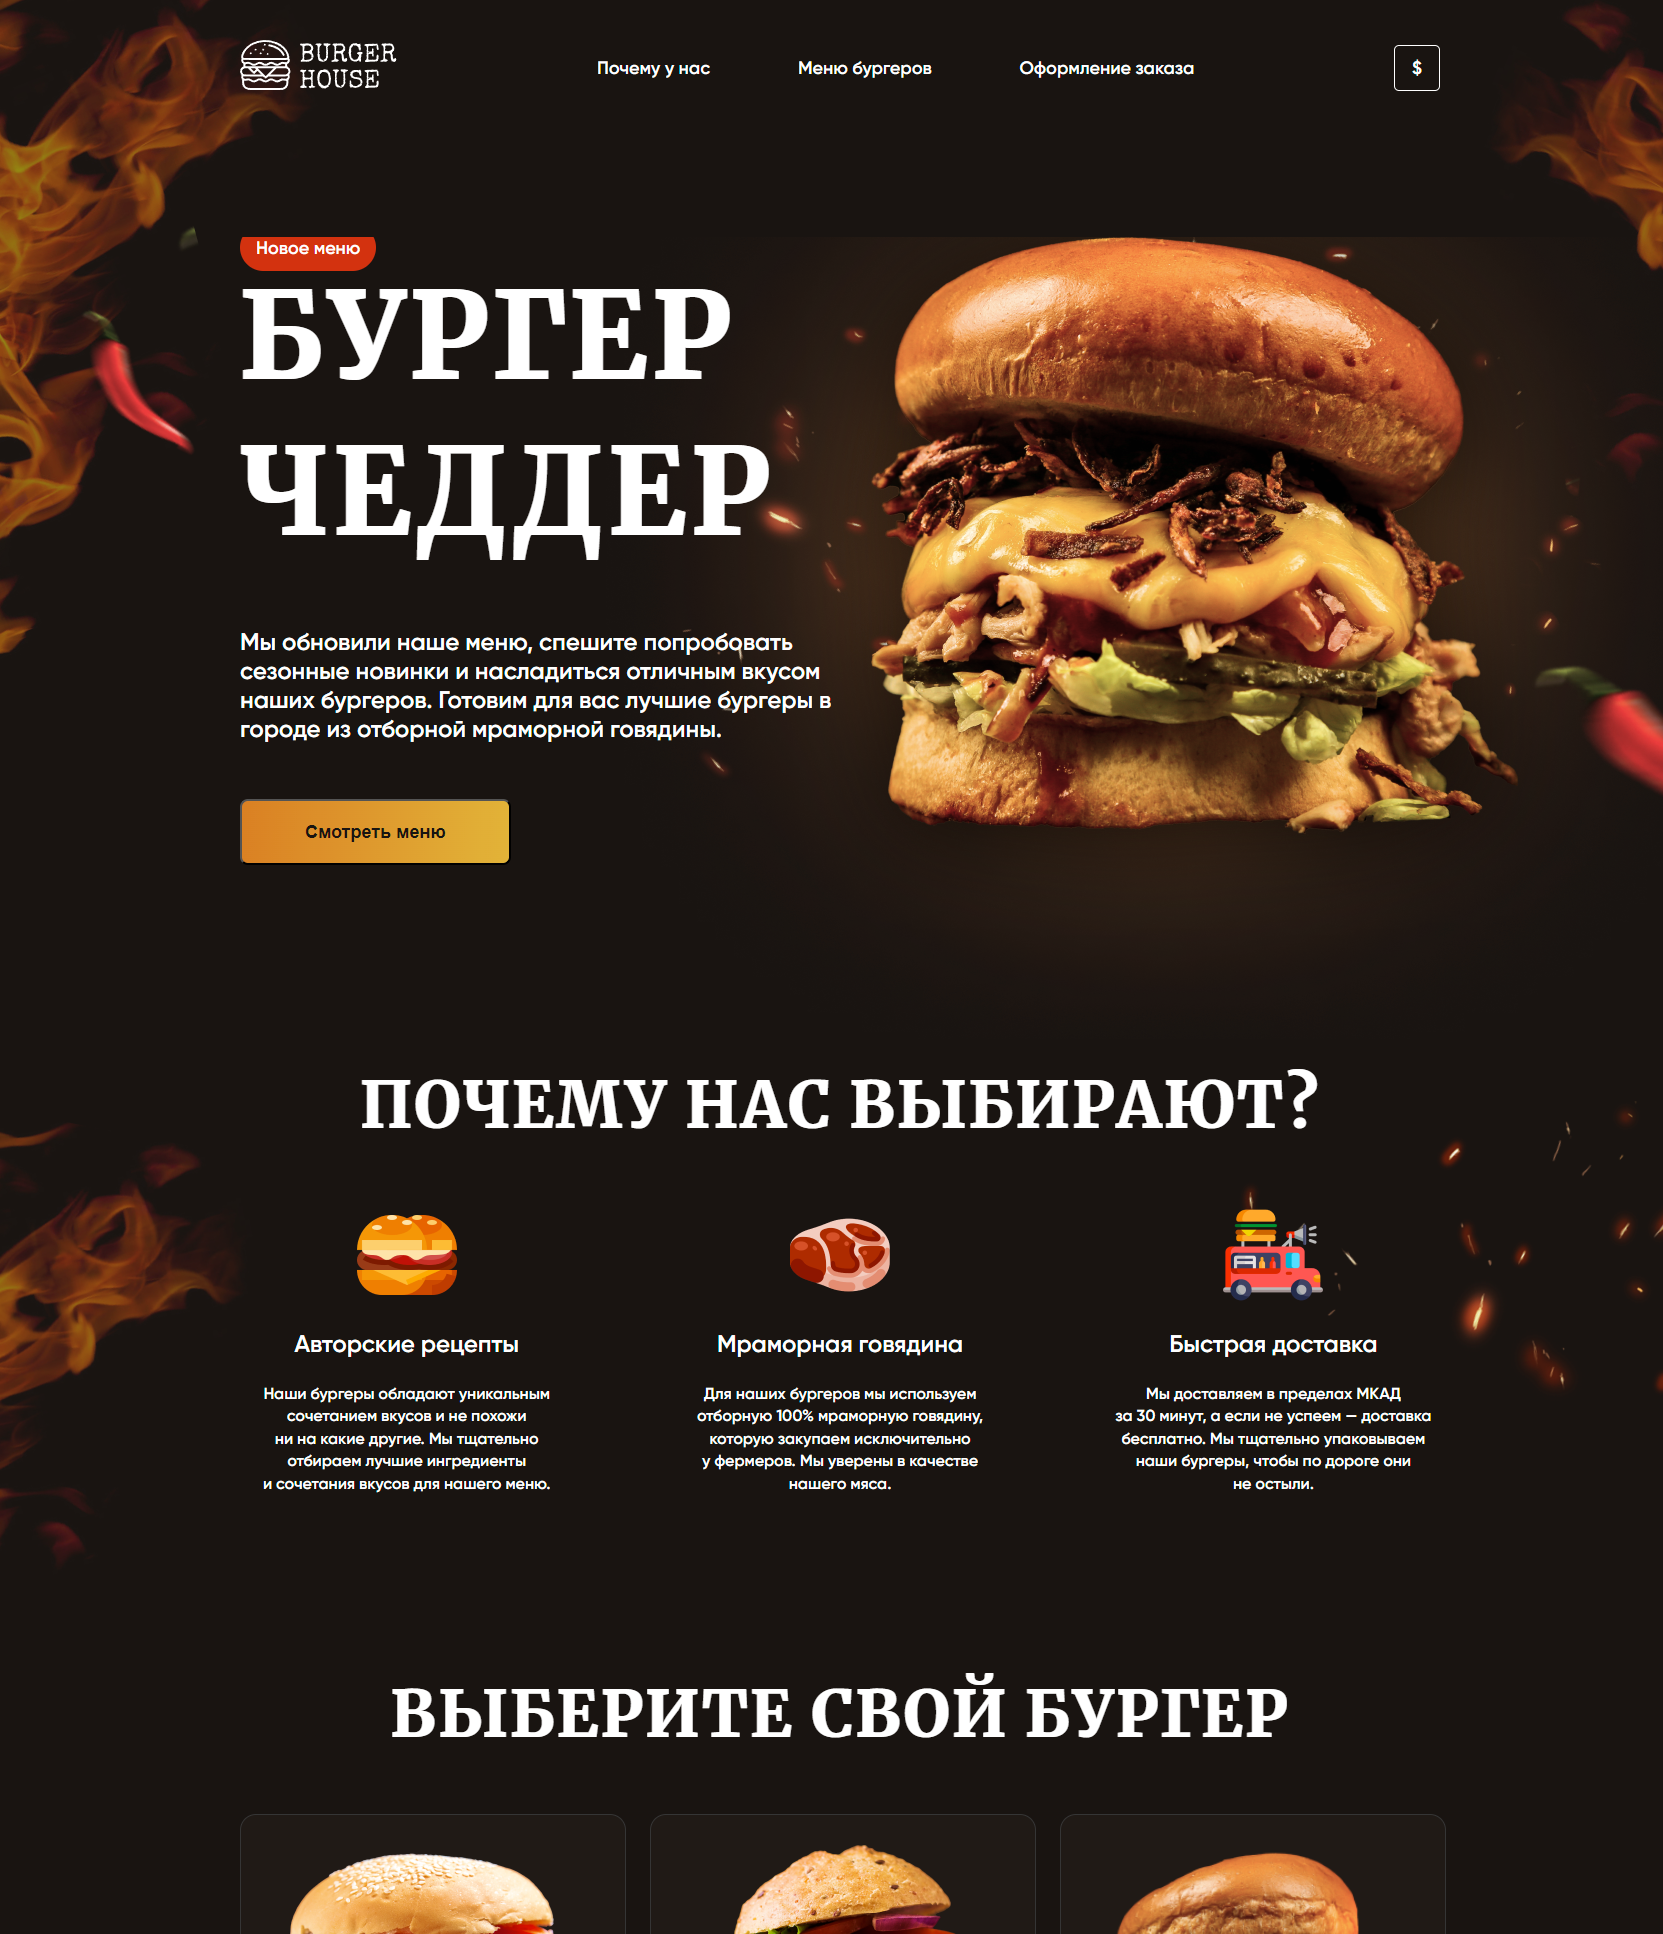 BURGER
HOUSE
Почему у нас
Меню бургеров
Оформление заказа
$
Новое меню
БУРГЕР
ЧЕДДЕР
Мы обновили наше меню, спешите попробовать
сезонные новинки и насладиться отличным вкусом
наших бургеров. Готовим для вас лучшие бургеры в
городе из отборной мраморной говядины.
Смотреть меню
ПОЧЕМУ НАС ВЫБИРАЮТ?
Авторские рецепты
Наши бургеры обладают уникальным
сочетанием вкусов и не похожи
ни на какие другие. Мы тщательно
отбираем лучшие ингредиенты
и сочетания вкусов для нашего меню.
Мраморная говядина
Для наших бургеров мы используем
отборную 100% мраморную говядину,
которую закупаем исключительно
у фермеров. Мы уверены в качестве
нашего мяса.
Быстрая доставка
Мы доставляем в пределах МКАД
за 30 минут, а если не успеем — доставка
бесплатно. Мы тщательно упаковываем
наши бургеры, чтобы по дороге они
не остыли.
ВЫБЕРИТЕ СВОЙ БУРГЕР